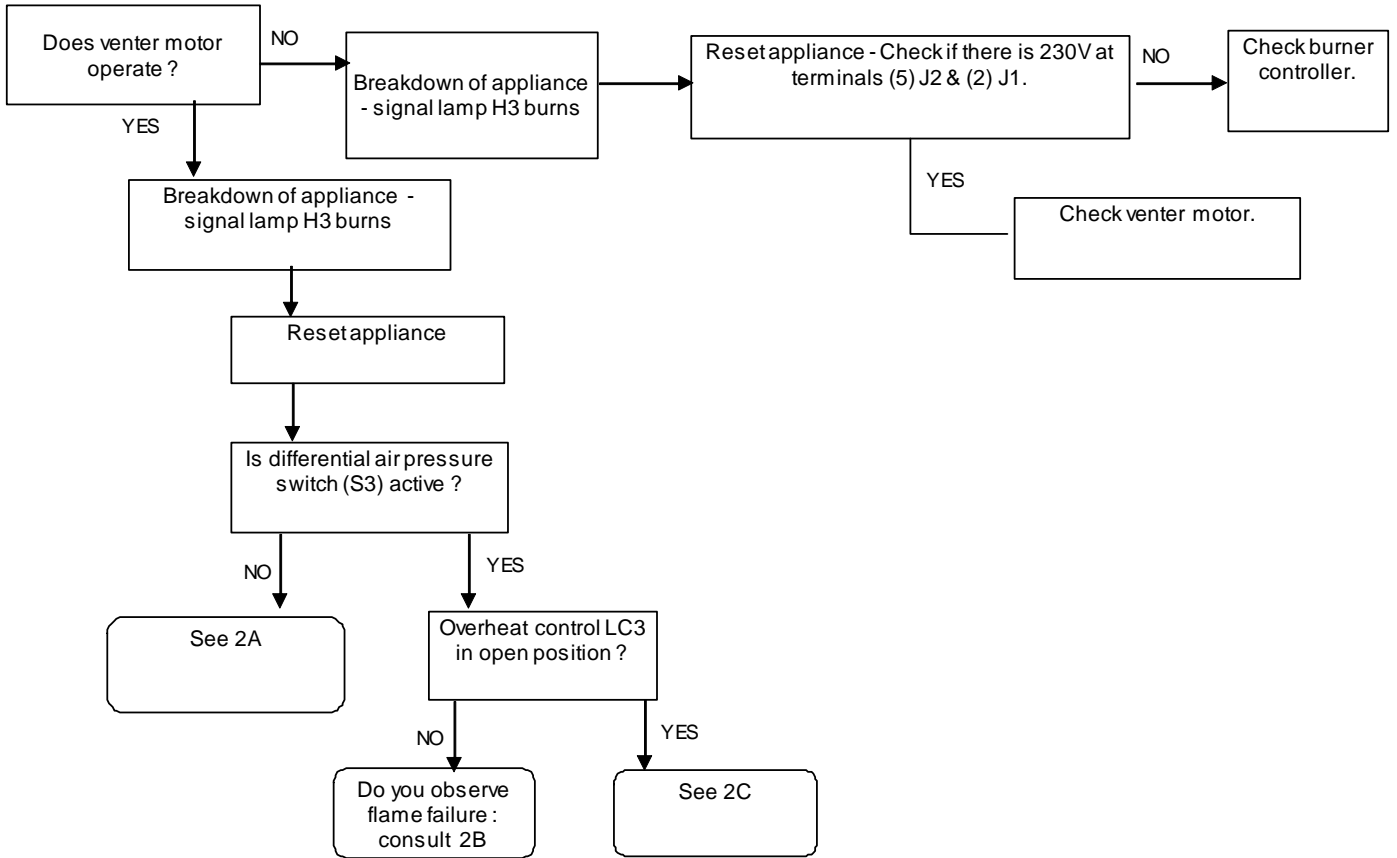 Does venter motor
operate ?
NO
Breakdown of appliance
- signal lamp H3 burns
Reset appliance - Check if there is 230V at
terminals (5) J2 & (2) J1.
NO
Check burner
controller.
YES
Check venter motor.
YES
Breakdown of appliance -
signal lamp H3 burns
Reset appliance
Is differential air pressure
switch (S3) active ?
NO
See 2A
YES
Overheat control LC3
in open position ?
NO
Do you observe
flame failure :
consult 2B
YES
See 2C